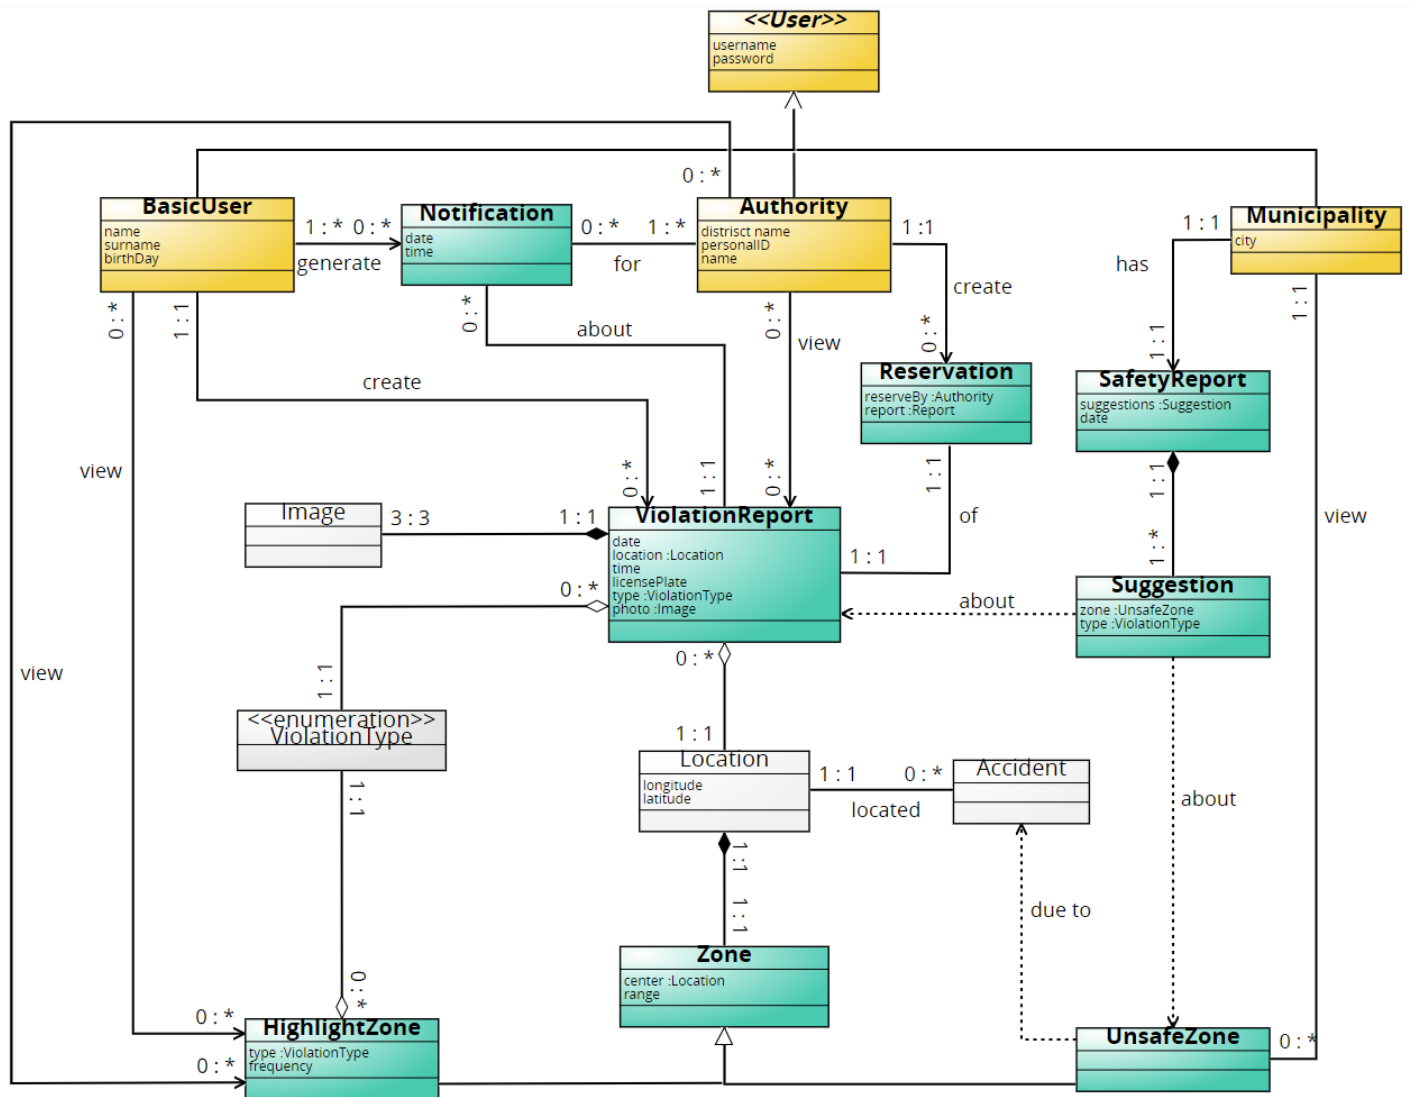 <<User>>
username
password
0 : *
BasicUser
name
surname
birthDay
1 : *
0 : *
generate
Notification
date
time
0 : *
1 : *
for
Authority
distrisct name
personalID
name
1 :1
create
0 : *
1 : 1
has
1 : 1
Municipality
city
1 : 1
0 : *
1 : 1
0 : *
about
0 : *
view
create
Reservation
reserveBy :Authority
report :Report
SafetyReport
suggestions :Suggestion
date
view
0 : *
1 : 1
0 : *
1 : 1
1 : 1
of
view
Image
3 : 3
1 : 1
ViolationReport
date
location :Location
time
licensePlate
type :ViolationType
photo :Image
1 : 1
1 : *
0 : *
about
Suggestion
zone :UnsafeZone
type :ViolationType
view
1 : 1
0 : *
<<enumeration>>
ViolationType
1 : 1
1 : 1
Location
longitude
latitude
1 : 1
0 : *
located
Accident
about
1 : 1
1 : 1
due to
Zone
center :Location
range
0 : *
0 : *
0 : *
HighlightZone
type :ViolationType
frequency
UnsafeZone
0 : *